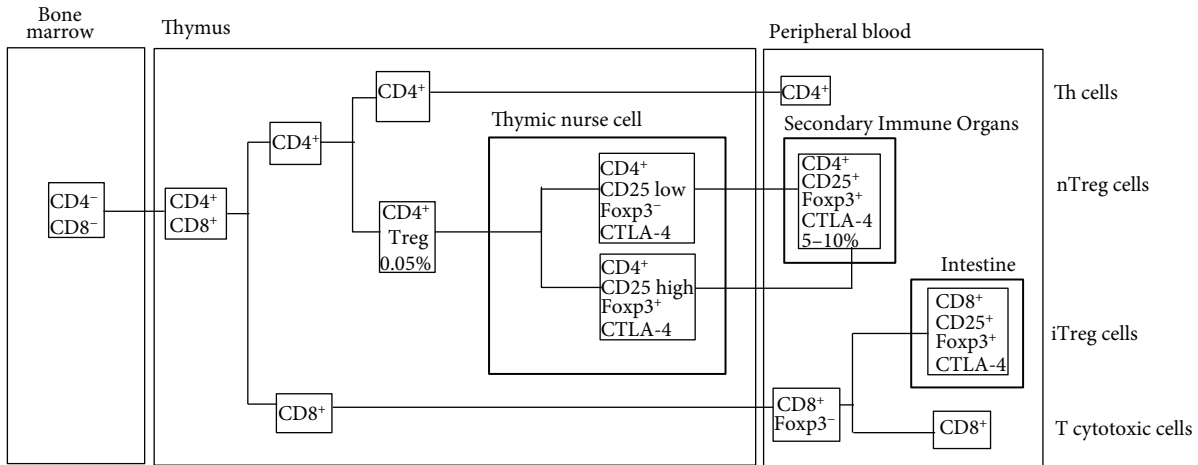 Bone
marrow
Thymus
Peripheral blood
CD4⁻
CD8⁻
CD4⁺
CD8⁺
CD4⁺
CD4⁺
CD4⁺
Treg
0.05%
Thymic nurse cell
CD4⁺
CD25 low
Foxp3⁻
CTLA-4
CD4⁺
CD25 high
Foxp3⁺
CTLA-4
CD8⁺
CD4⁺
Secondary Immune Organs
CD4⁺
CD25⁺
Foxp3⁺
CTLA-4
5–10%
Intestine
CD8⁺
CD25⁺
Foxp3⁺
CTLA-4
CD8⁺
Foxp3⁻
CD8⁺
Th cells
nTreg cells
iTreg cells
T cytotoxic cells